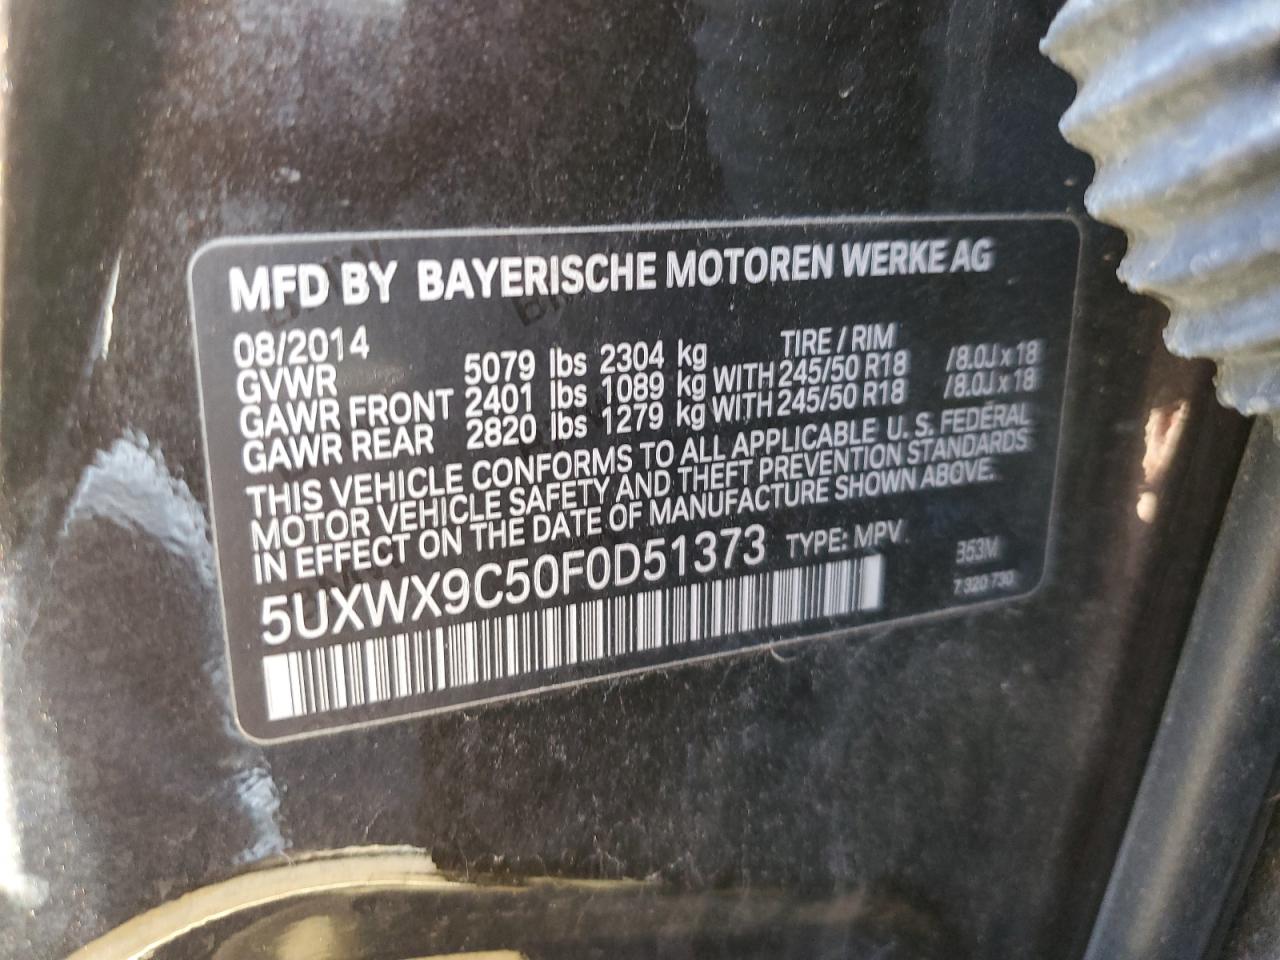 MFD BY BAYERISCHE MOTOREN WERKE AG
08/2014 TIRE / RIM
GVWR 5079 lbs 2304 kg
GAWR FRONT 2401 lbs 1089 kg WITH 245/50 R18 /8.0J x 18
GAWR REAR 2820 lbs 1279 kg WITH 245/50 R18 /8.0J x 18
THIS VEHICLE CONFORMS TO ALL APPLICABLE U. S. FEDERAL
MOTOR VEHICLE SAFETY AND THEFT PREVENTION STANDARDS
IN EFFECT ON THE DATE OF MANUFACTURE SHOWN ABOVE.
5UXWX9C50F0D51373 TYPE: MPV
353M
7 320 730